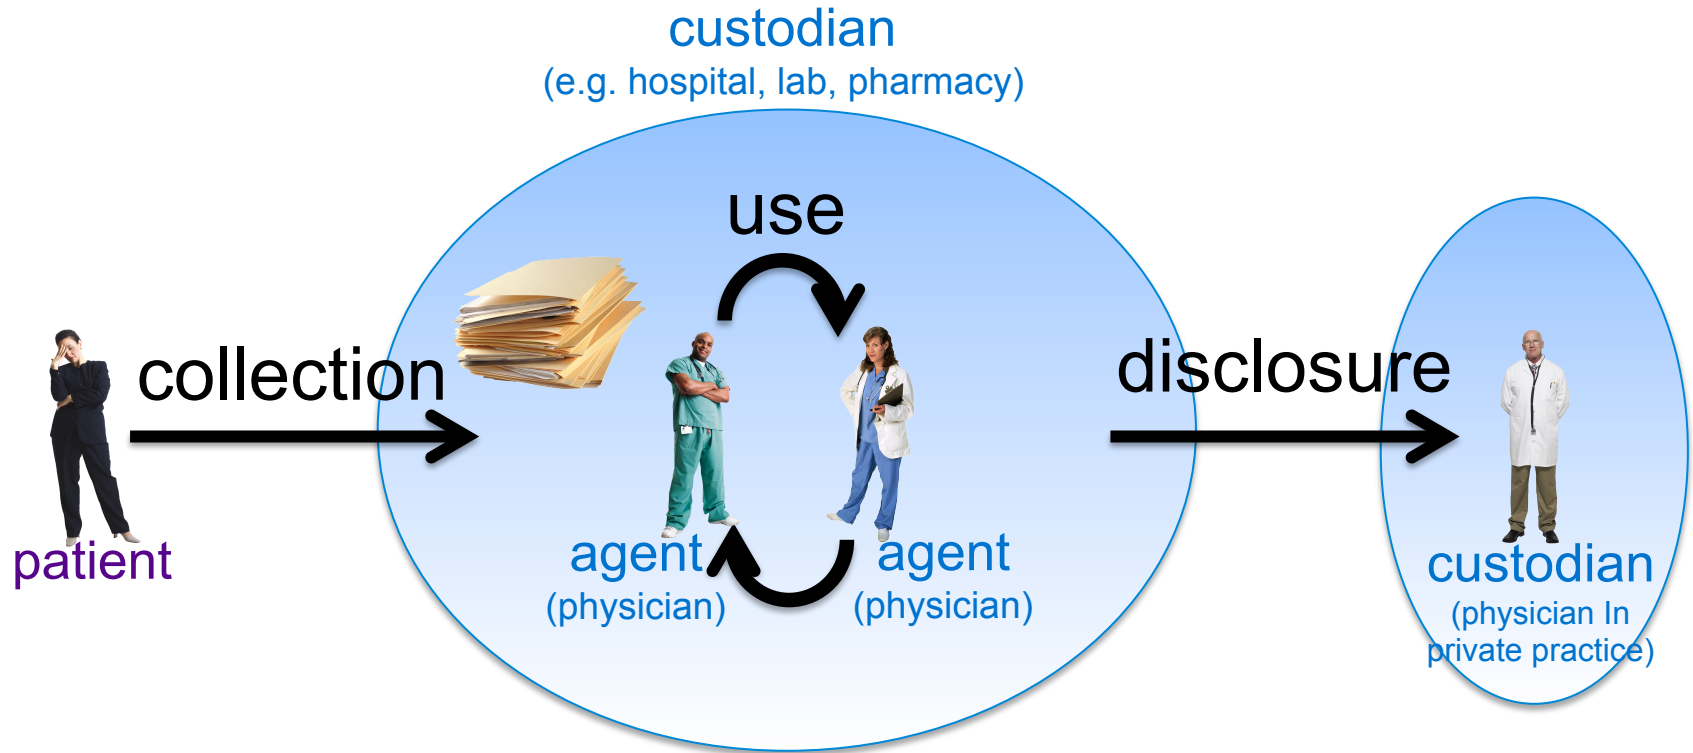 custodian
(e.g. hospital, lab, pharmacy)
use
collection
disclosure
patient
agent
(physician)
agent
(physician)
custodian
(physician In
private practice)